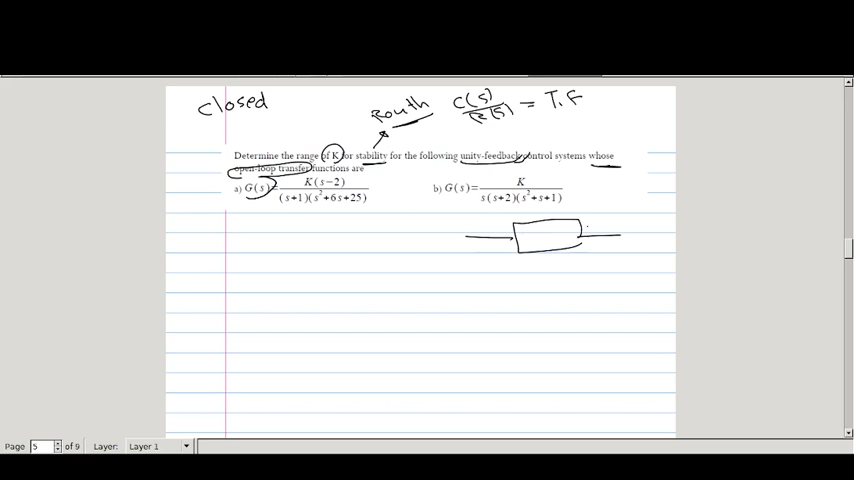 closed
Routh
C(S)/R(S) = T.F
Determine the range of K for stability for the following unity-feedback control systems whose
open-loop transfer functions are
a) G(s)= K(s−2)/(s+1)(s²+6s+25)
b) G(s)= K/s(s+2)(s²+s+1)
Page 5 of 9 Layer: Layer 1